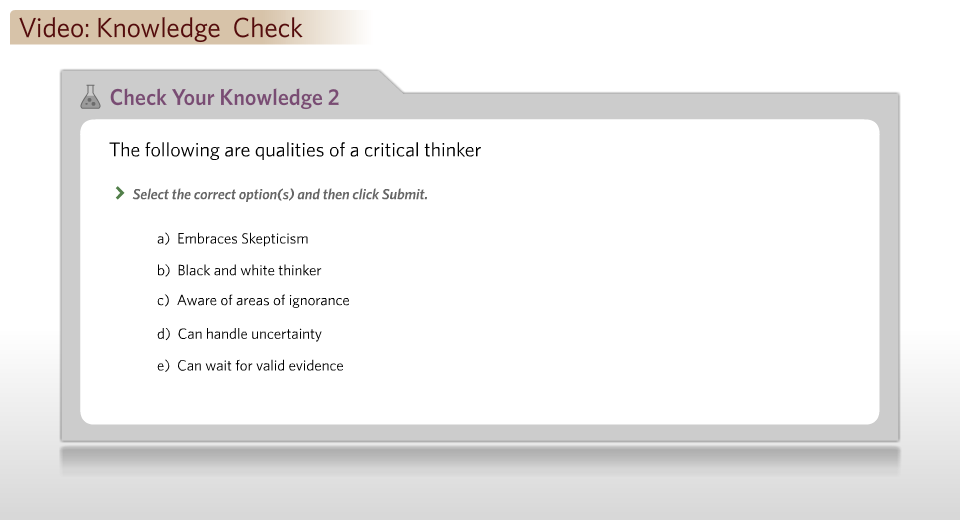 Video: Knowledge Check
Check Your Knowledge 2
The following are qualities of a critical thinker
Select the correct option(s) and then click Submit.
a) Embraces Skepticism
b) Black and white thinker
c) Aware of areas of ignorance
d) Can handle uncertainty
e) Can wait for valid evidence